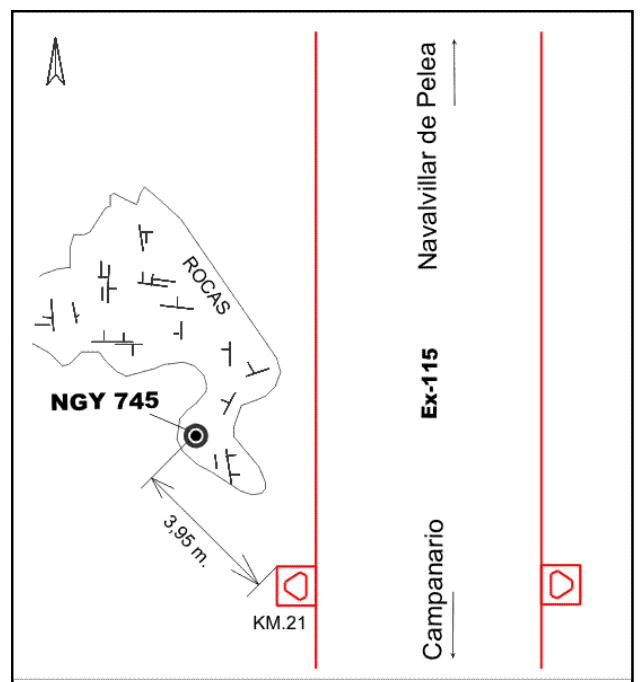 Navalvillar de Pelea
ROCAS
Ex-115
NGY 745
3,95 m.
Campanario
KM.21